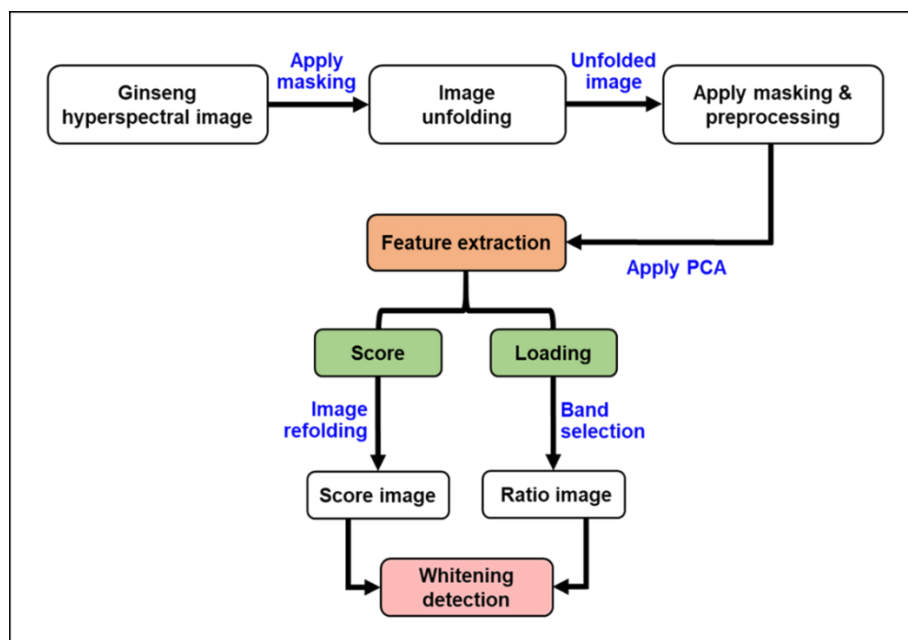 Apply
masking
Unfolded
image
Ginseng
hyperspectral image
Image
unfolding
Apply masking &
preprocessing
Feature extraction
Apply PCA
Score
Loading
Image
refolding
Band
selection
Score image
Ratio image
Whitening
detection